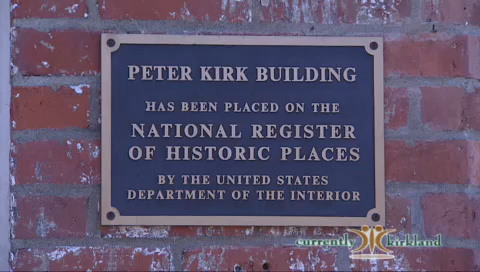 PETER KIRK BUILDING
HAS BEEN PLACED ON THE
NATIONAL REGISTER
OF HISTORIC PLACES
BY THE UNITED STATES
DEPARTMENT OF THE INTERIOR
currently kirkland